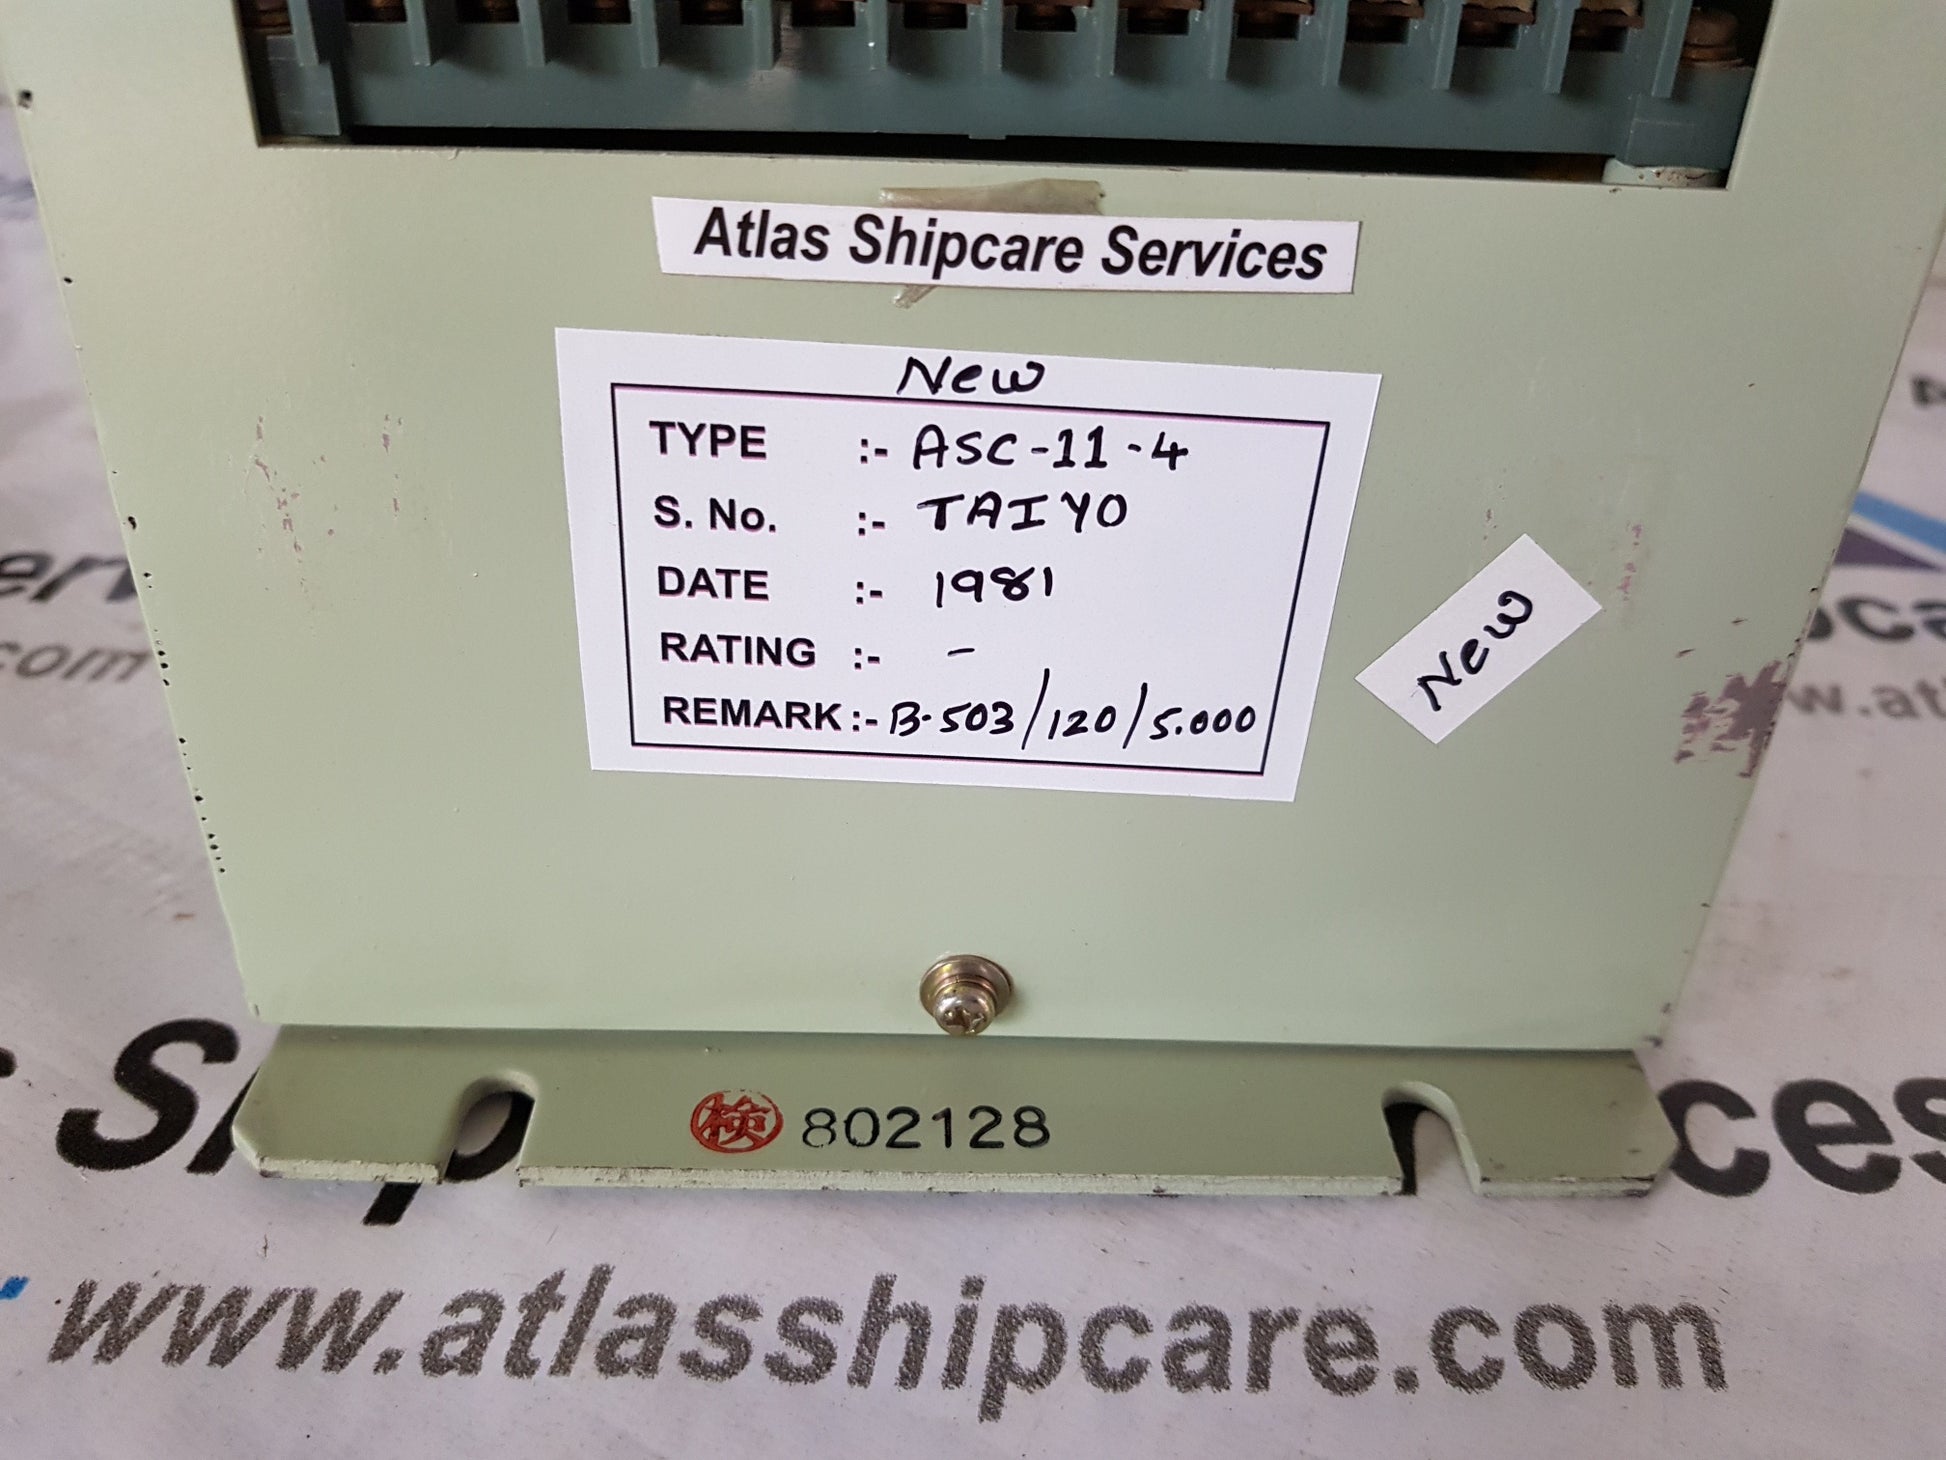 Atlas Shipcare Services
New
TYPE :- ASC-11-4
S. No. :- TAIYO
DATE :- 1981
RATING :- -
REMARK :- B-503/120/5.000
New
検 802128
www.atlasshipcare.com